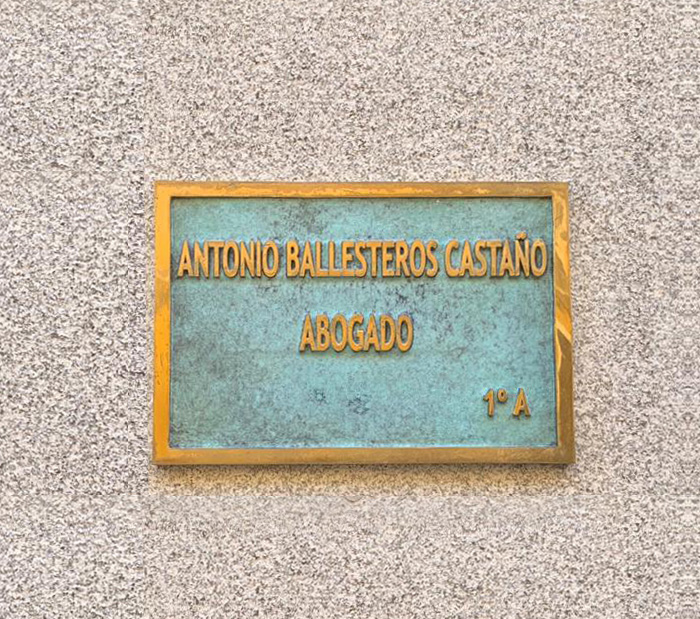 ANTONIO BALLESTEROS CASTAÑO
ABOGADO
1º A